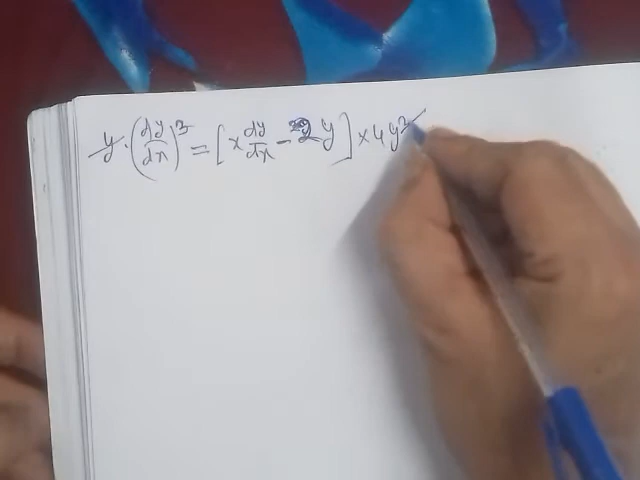 y·(dy/dx)³ = [x dy/dx - 2y] × 4y²